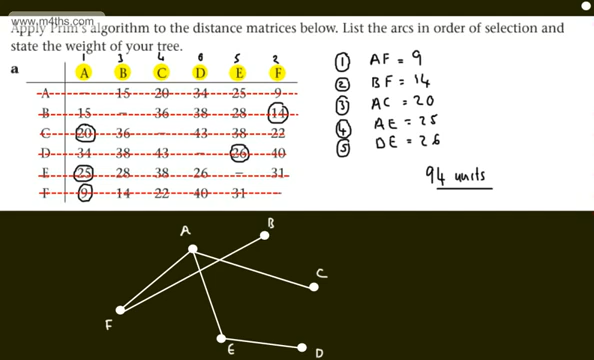 www.m4ths.com
Apply Prim's algorithm to the distance matrices below. List the arcs in order of selection and
state the weight of your tree.
1 3 4 6 5 2
a A B C D E F
A – 15 20 34 25 9
B 15 – 36 38 28 14
C 20 36 – 43 38 22
D 34 38 43 – 26 40
E 25 28 38 26 – 31
F 9 14 22 40 31 –
① AF = 9
② BF = 14
③ AC = 20
④ AE = 25
⑤ DE = 26
94 units
A
B
C
F
E
D